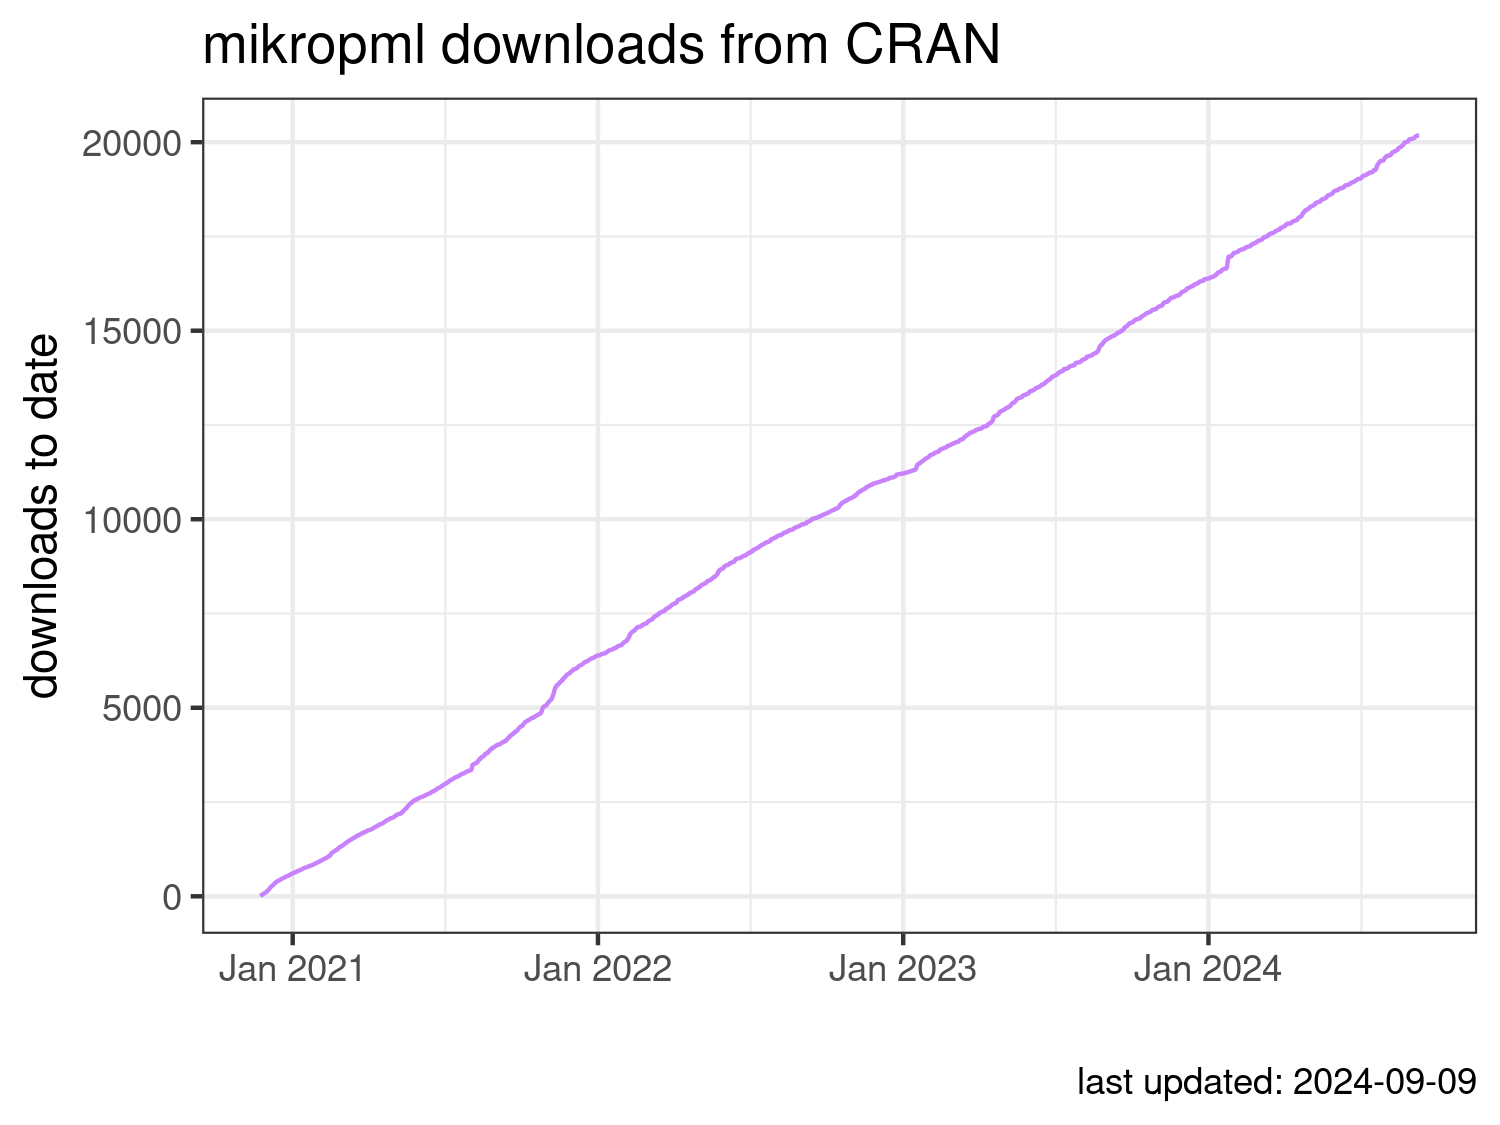 mikropml downloads from CRAN
downloads to date
20000
15000
10000
5000
0
Jan 2021 Jan 2022 Jan 2023 Jan 2024
last updated: 2024-09-09